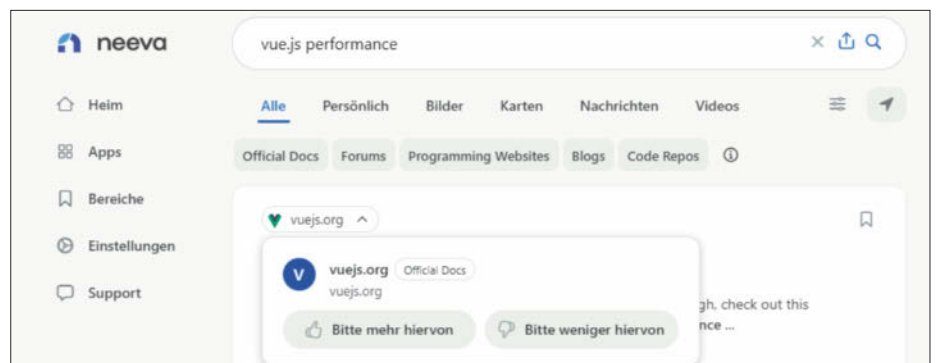 neeva
vue.js performance
Heim
Alle Persönlich Bilder Karten Nachrichten Videos
Apps
Official Docs Forums Programming Websites Blogs Code Repos
Bereiche
vuejs.org
Einstellungen
V vuejs.org Official Docs
vuejs.org
Support
gh, check out this
nce ...
Bitte mehr hiervon Bitte weniger hiervon